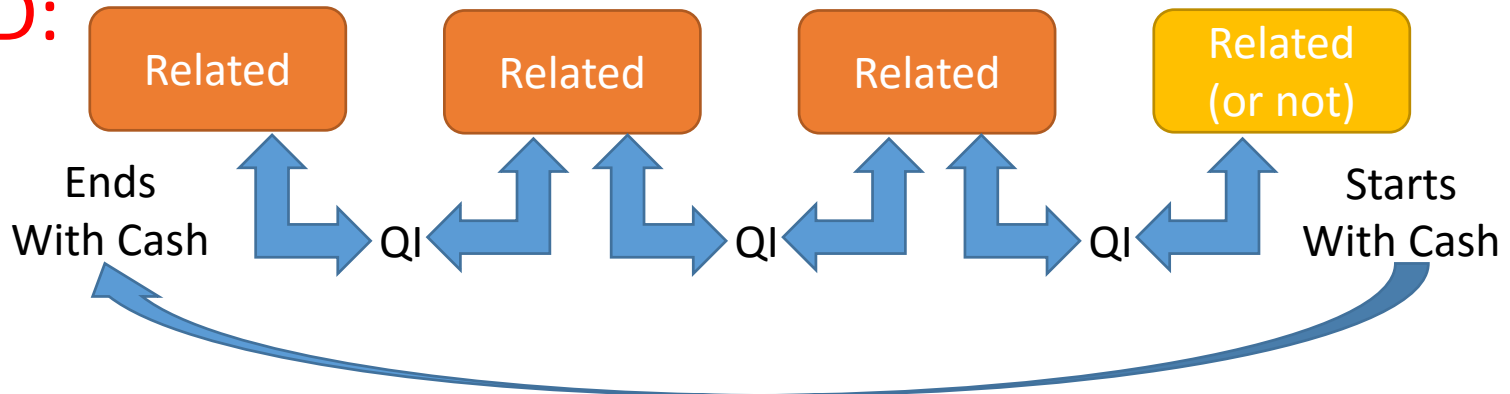 Related
Related
Related
Related
(or not)
Ends
With Cash
QI
QI
QI
Starts
With Cash